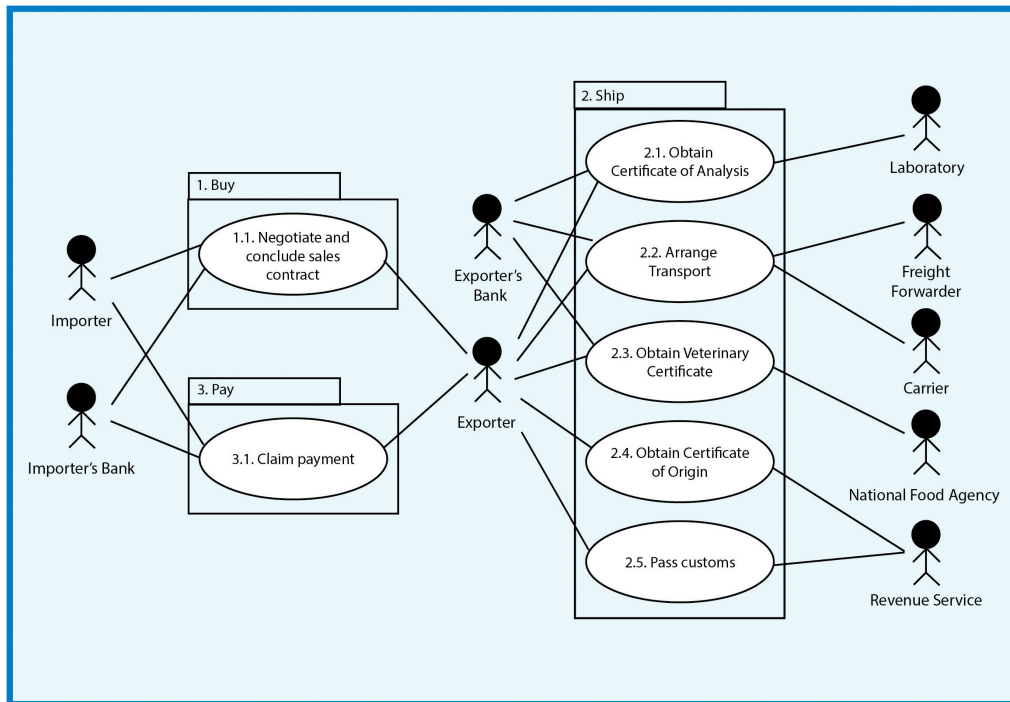 Importer
Importer's Bank
1. Buy
1.1. Negotiate and
conclude sales
contract
3. Pay
3.1. Claim payment
Exporter's
Bank
Exporter
2. Ship
2.1. Obtain
Certificate of Analysis
2.2. Arrange
Transport
2.3. Obtain Veterinary
Certificate
2.4. Obtain Certificate
of Origin
2.5. Pass customs
Laboratory
Freight
Forwarder
Carrier
National Food Agency
Revenue Service